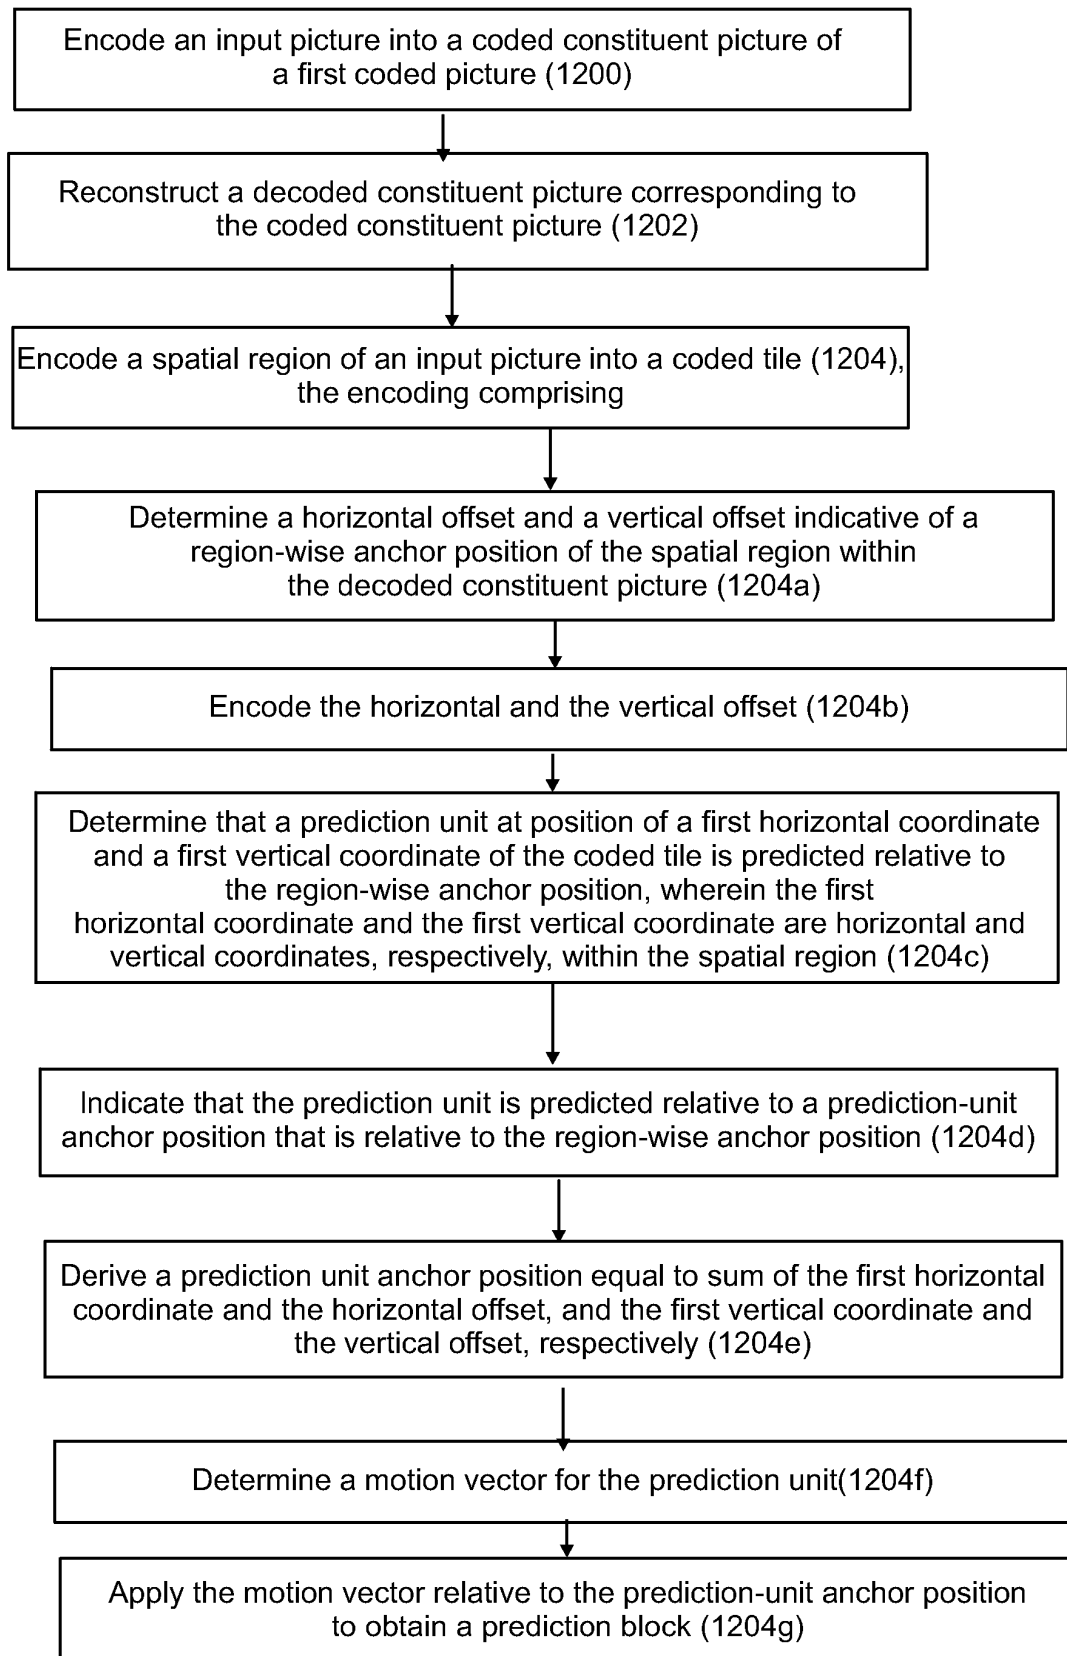 Encode an input picture into a coded constituent picture of
a first coded picture (1200)
Reconstruct a decoded constituent picture corresponding to
the coded constituent picture (1202)
Encode a spatial region of an input picture into a coded tile (1204),
the encoding comprising
Determine a horizontal offset and a vertical offset indicative of a
region-wise anchor position of the spatial region within
the decoded constituent picture (1204a)
Encode the horizontal and the vertical offset (1204b)
Determine that a prediction unit at position of a first horizontal coordinate
and a first vertical coordinate of the coded tile is predicted relative to
the region-wise anchor position, wherein the first
horizontal coordinate and the first vertical coordinate are horizontal and
vertical coordinates, respectively, within the spatial region (1204c)
Indicate that the prediction unit is predicted relative to a prediction-unit
anchor position that is relative to the region-wise anchor position (1204d)
Derive a prediction unit anchor position equal to sum of the first horizontal
coordinate and the horizontal offset, and the first vertical coordinate and
the vertical offset, respectively (1204e)
Determine a motion vector for the prediction unit(1204f)
Apply the motion vector relative to the prediction-unit anchor position
to obtain a prediction block (1204g)